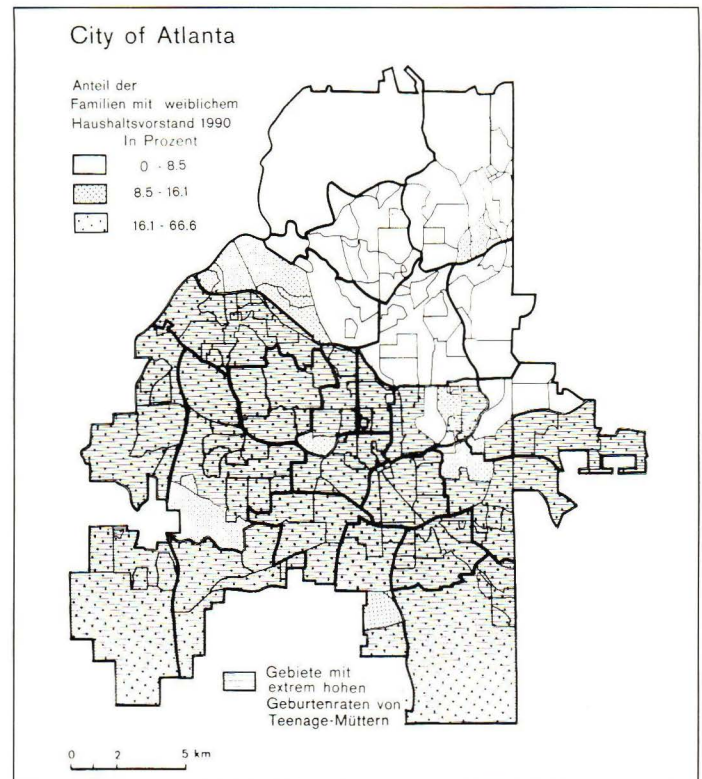 City of Atlanta
Anteil der
Familien mit weiblichem
Haushaltsvorstand 1990
In Prozent
0 - 8.5
8.5 - 16.1
16.1 - 66.6
Gebiete mit
extrem hohen
Geburtenraten von
Teenage-Müttern
0 2 5 km